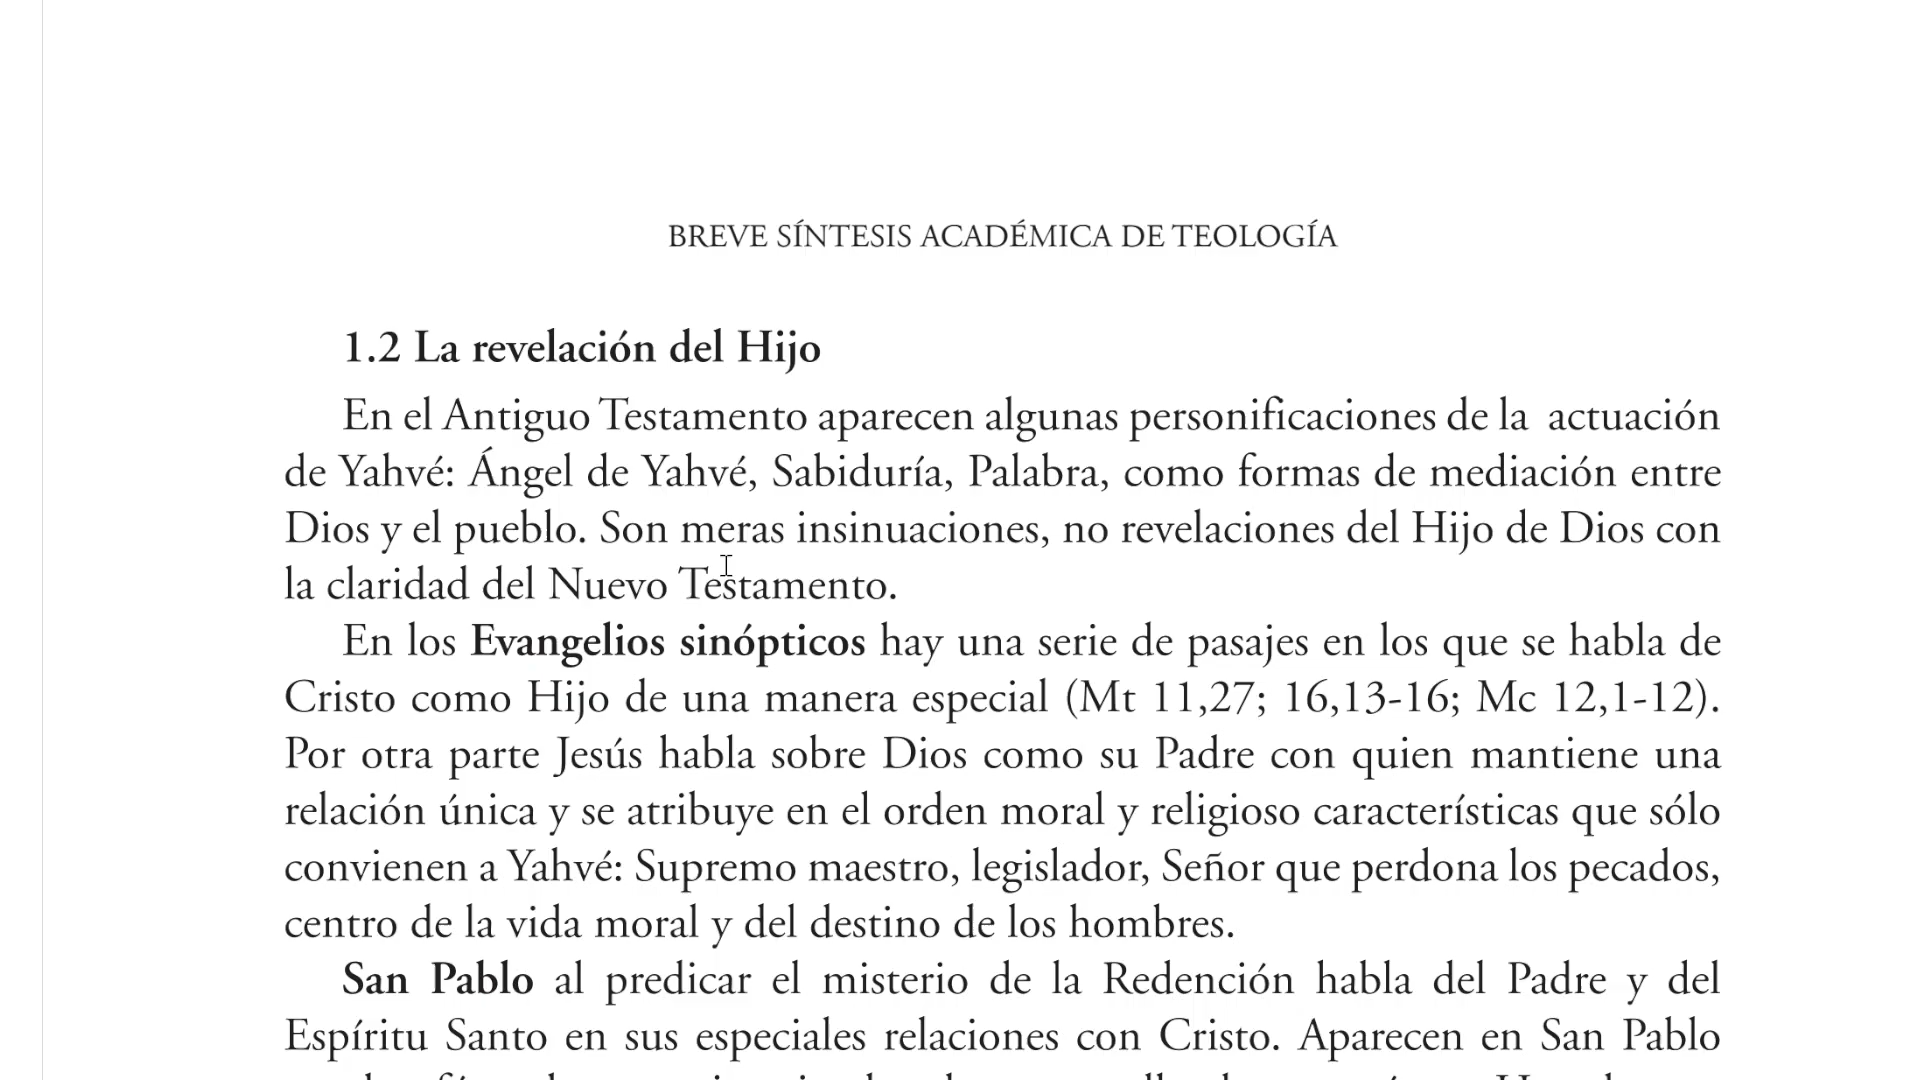 BREVE SÍNTESIS ACADÉMICA DE TEOLOGÍA
1.2 La revelación del Hijo
En el Antiguo Testamento aparecen algunas personificaciones de la actuación
de Yahvé: Ángel de Yahvé, Sabiduría, Palabra, como formas de mediación entre
Dios y el pueblo. Son meras insinuaciones, no revelaciones del Hijo de Dios con
la claridad del Nuevo Testamento.
En los Evangelios sinópticos hay una serie de pasajes en los que se habla de
Cristo como Hijo de una manera especial (Mt 11,27; 16,13-16; Mc 12,1-12).
Por otra parte Jesús habla sobre Dios como su Padre con quien mantiene una
relación única y se atribuye en el orden moral y religioso características que sólo
convienen a Yahvé: Supremo maestro, legislador, Señor que perdona los pecados,
centro de la vida moral y del destino de los hombres.
San Pablo al predicar el misterio de la Redención habla del Padre y del
Espíritu Santo en sus especiales relaciones con Cristo. Aparecen en San Pablo